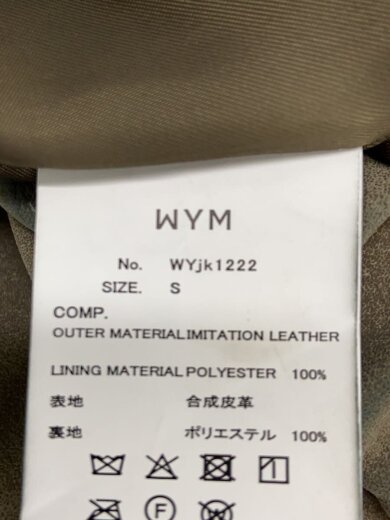 WYM
No. WYjk1222
SIZE. S
COMP.
OUTER MATERIALIMITATION LEATHER
LINING MATERIAL POLYESTER 100%
表地 合成皮革
裏地 ポリエステル 100%
F
W